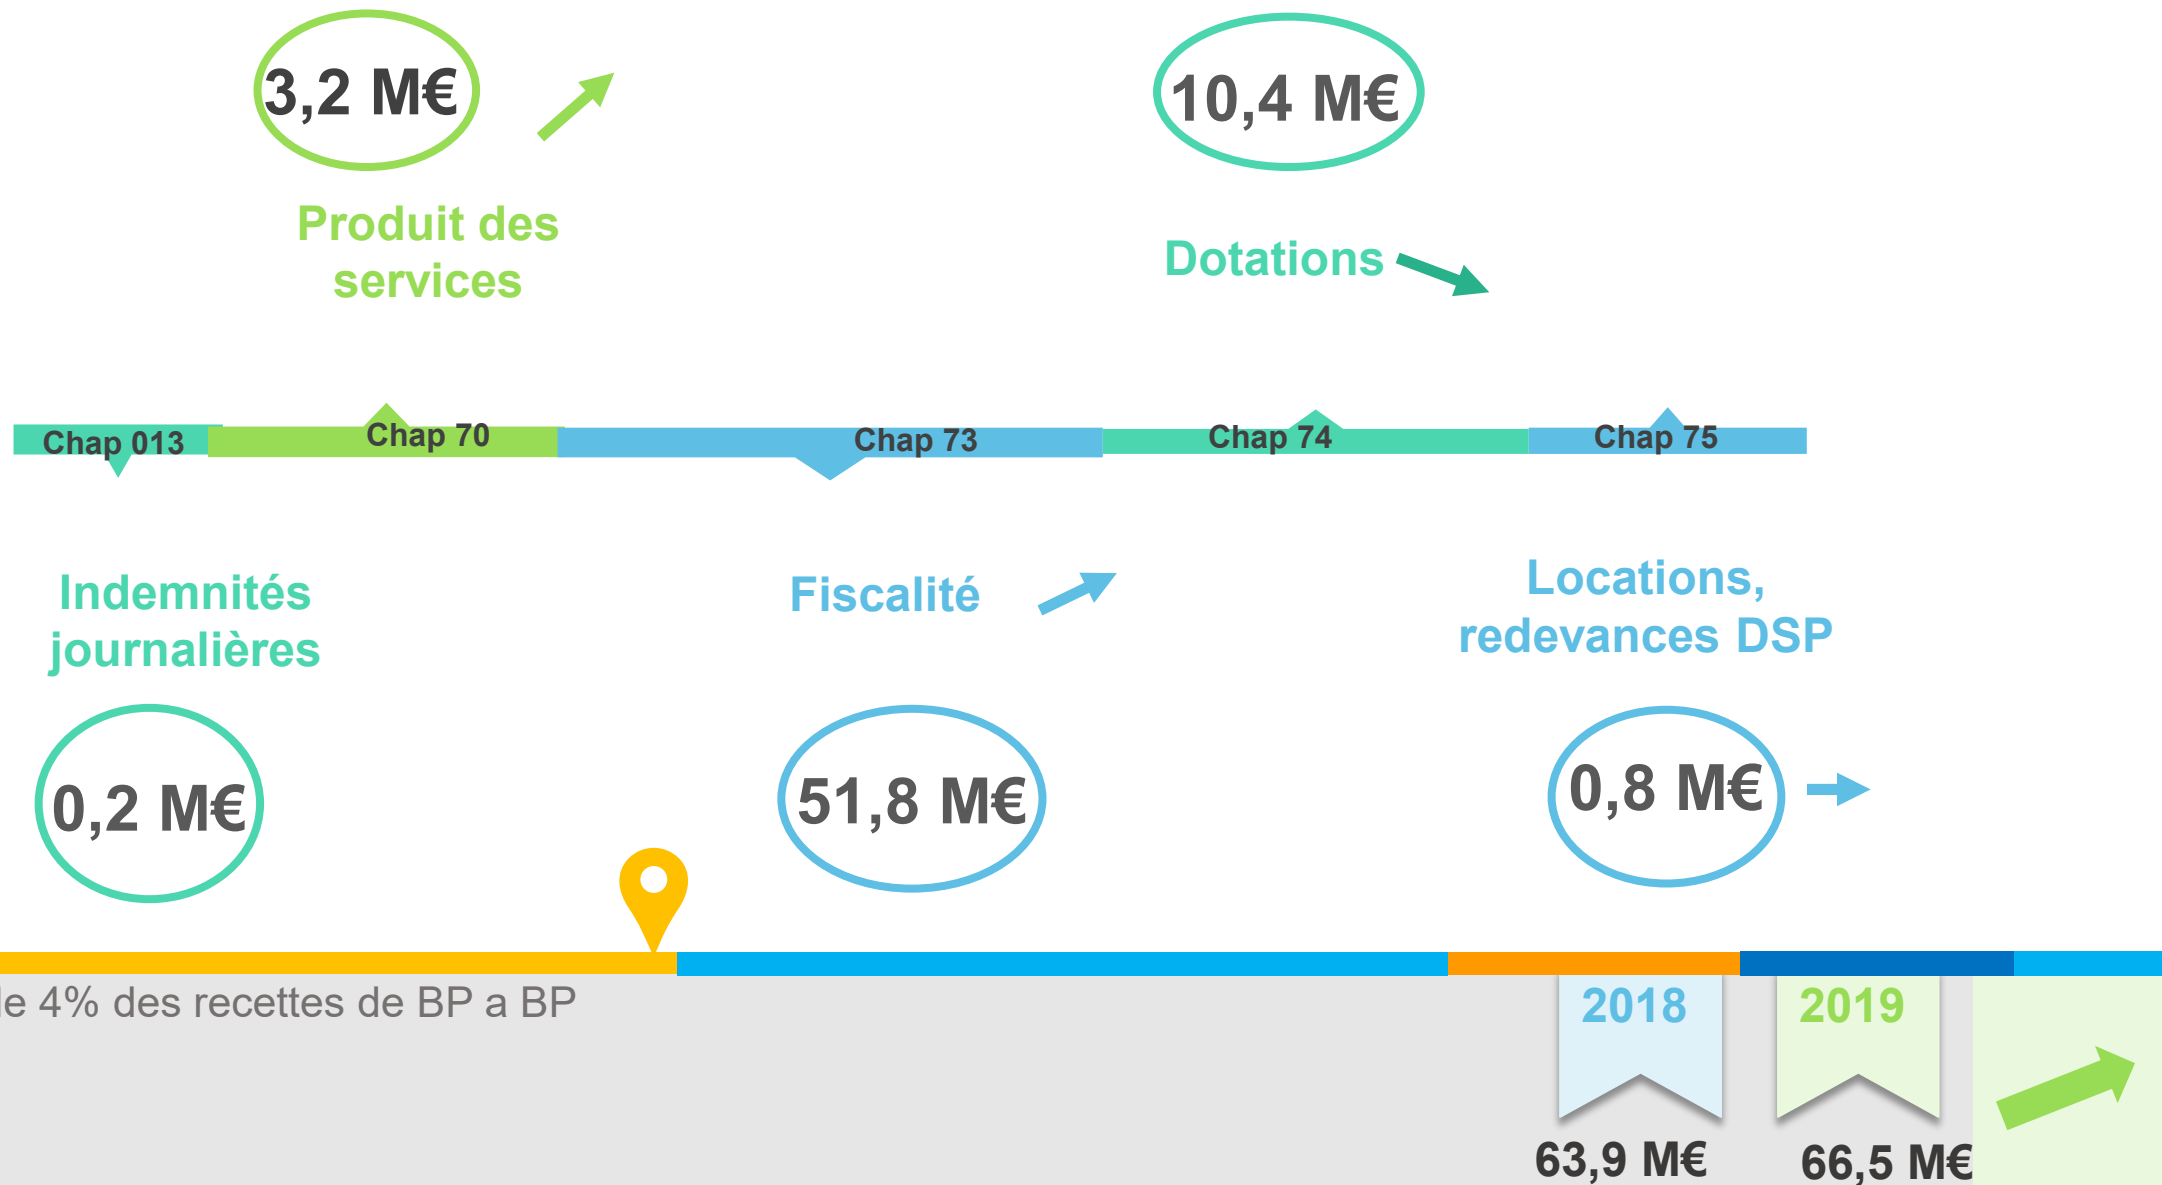 3,2 M€
10,4 M€
Produit des
services
Dotations
Chap 013
Chap 70
Chap 73
Chap 74
Chap 75
Indemnités
journalières
Fiscalité
Locations,
redevances DSP
0,2 M€
51,8 M€
0,8 M€
4% des recettes de BP a BP
2018
2019
63,9 M€
66,5 M€